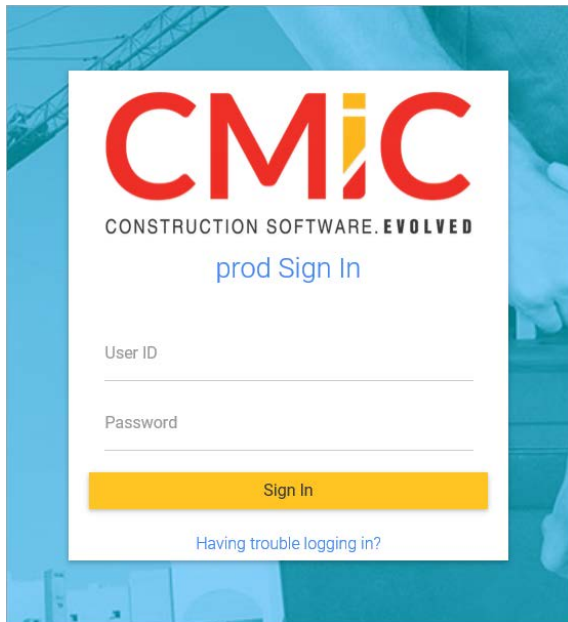 CMiC
CONSTRUCTION SOFTWARE. EVOLVED
prod Sign In
User ID
Password
Sign In
Having trouble logging in?